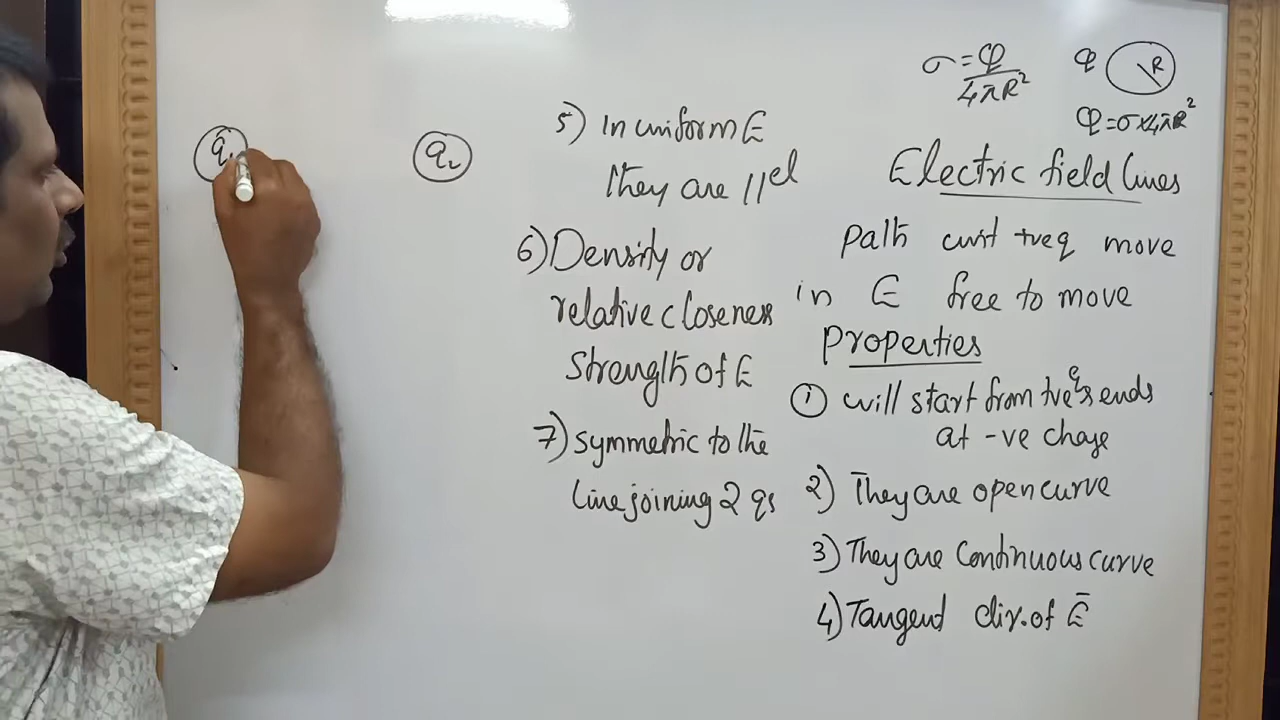 σ = φ / 4πR²
φ R
φ = σ x 4πR²
Electric field lines
path unit +ve q move
in E free to move
Properties
① will start from +ve q's ends
at -ve charge
2) They are open curve
3) They are Continuous curve
4) Tangent dir. of E
5) In uniform E
they are ||el
6) Density or
relative closeness
strength of E
7) symmetric to the
line joining 2 qs
q₁
q₂